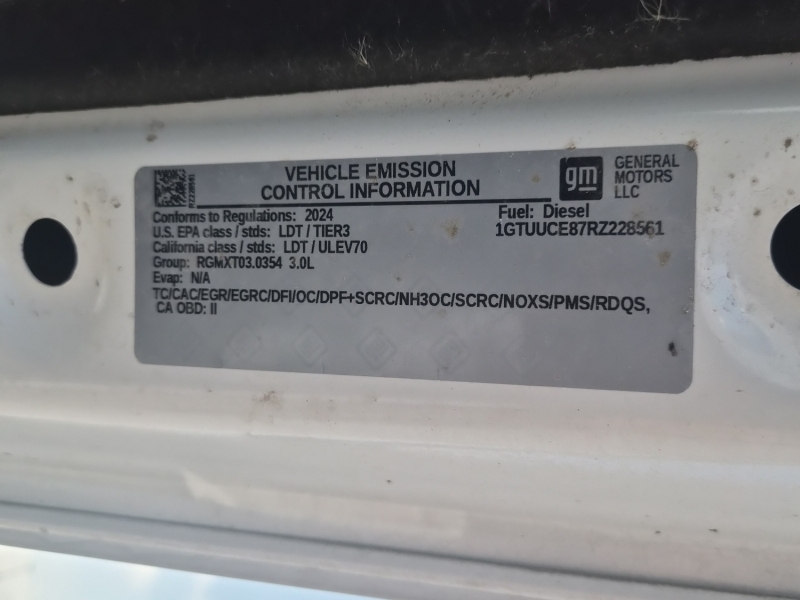 VEHICLE EMISSION
CONTROL INFORMATION
gm
GENERAL
MOTORS
LLC
RZ228561
Conforms to Regulations: 2024
U.S. EPA class / stds: LDT / TIER3
California class / stds: LDT / ULEV70
Group: RGMXT03.0354 3.0L
Evap: N/A
Fuel: Diesel
1GTUUCE87RZ228561
TC/CAC/EGR/EGRC/DFI/OC/DPF+SCRC/NH3OC/SCRC/NOXS/PMS/RDQS,
CA OBD: II